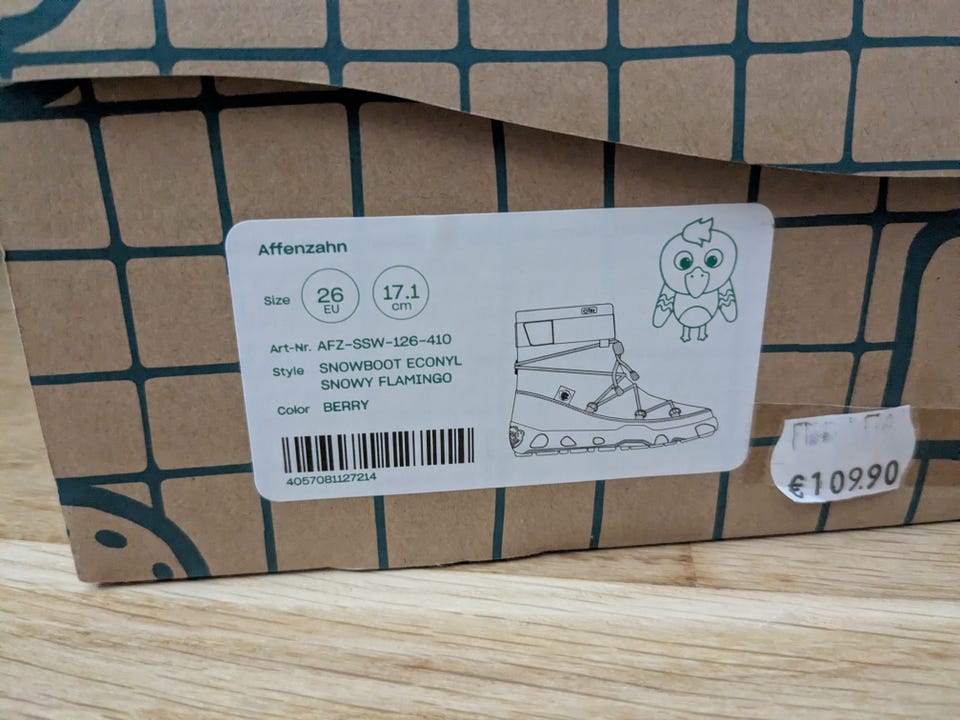 Affenzahn
Size 26 EU 17.1 cm
Art-Nr. AFZ-SSW-126-410
Style SNOWBOOT ECONYL
SNOWY FLAMINGO
Color BERRY
4057081127214
€109.90